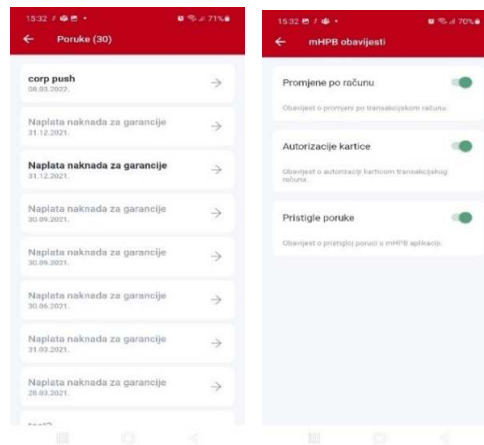 15:32
71%
Poruke (30)
corp push
08.03.2022.
Naplata naknada za garancije
31.12.2021.
Naplata naknada za garancije
31.12.2021.
Naplata naknada za garancije
30.09.2021.
Naplata naknada za garancije
30.09.2021.
Naplata naknada za garancije
30.06.2021.
Naplata naknada za garancije
31.03.2021.
Naplata naknada za garancije
28.03.2021.
15:32
70%
mHPB obavijesti
Promjene po računu
Obavijest o promjeni po transakcijskom računu.
Autorizacije kartice
Obavijest o autorizaciji karticom transakcijskog
računa.
Pristigle poruke
Obavijest o pristigloj poruci u mHPB aplikaciji.